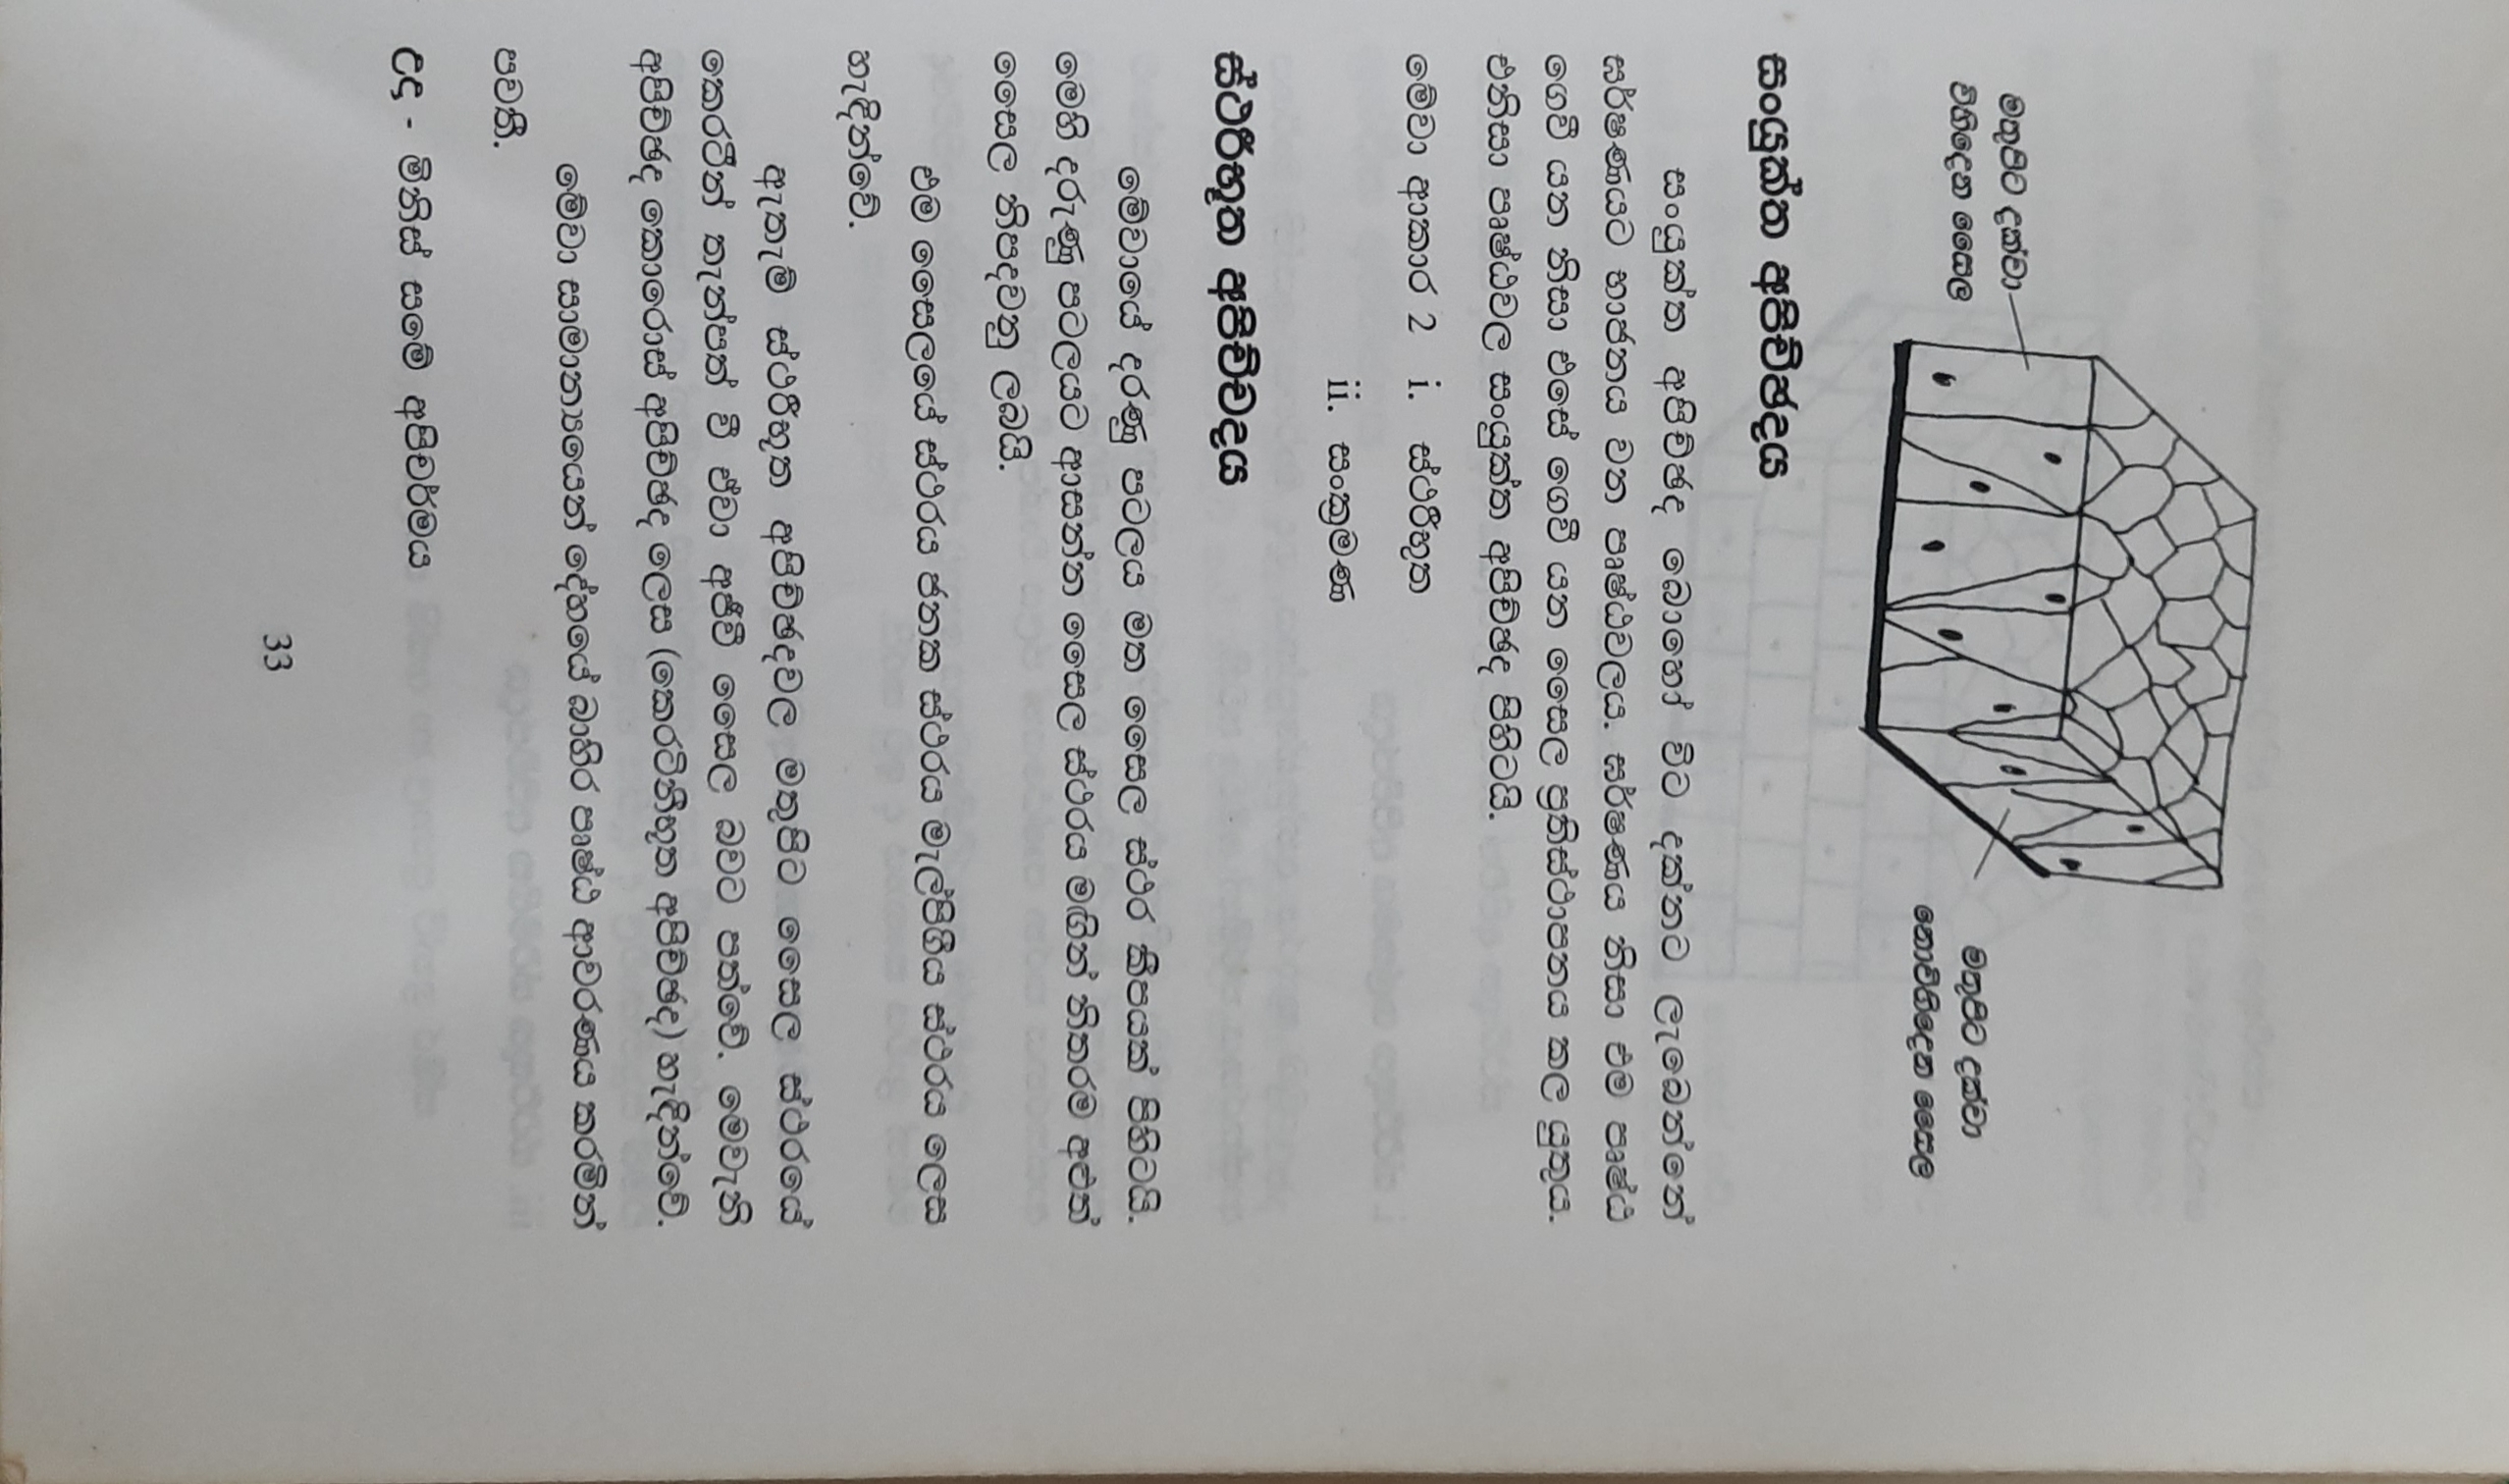 මතුපිට දක්වා
විහිදෙන සෛල
මතුපිට දක්වා
නොවිහිදෙන සෛල
සංයුක්ත අපිච්ඡදය
සංයුක්ත අපිච්ඡද බොහෝ විට දක්නට ලැබෙන්නේ
ඝර්ෂණයට භාජනය වන පෘෂ්ඨවලය. ඝර්ෂණය නිසා එම පෘෂ්ඨ
ගෙවී යන නිසා එසේ ගෙවී යන සෛල ප්‍රතිස්ථාපනය කල යුතුය.
එනිසා පෘෂ්ඨවල සංයුක්ත අපිච්ඡද පිහිටයි.
මේවා ආකාර 2 i. ස්ථරීභුත
ii. සංක්‍රමණ
ස්ථරීභූත අපිච්චදය
මේවායේ දරණු පටලය මත සෛල ස්ථර කීපයක් පිහිටයි.
මෙහි දරුණු පටලයට ආසන්න සෛල ස්ථරය මඟින් නිතරම අළුත්
සෛල නිපදවනු ලබයි.
එම සෛලයේ ස්ථරය ජනක ස්ථරය මැල්පිගීය ස්ථරය ලෙස
හැඳින්වේ.
ඇතැම් ස්ථරීභූත අපිච්ඡදවල මතුපිට සෛල ස්ථරයේ
කෙරටීන් තැන්පත් වී ඒවා අජීවී සෛල බවට පත්වේ. මෙවැනි
අපිච්ඡද කොරොස් අපිච්ඡද ලෙස (කෙරටිනීභූත අපිච්ඡද) හැඳින්වේ.
මේවා සාමාන්‍යයෙන් දේහයේ බාහිර පෘෂ්ඨ ආවරණය කරමින්
පවතී.
උදා - මිනිස් සමේ අපිචර්මය
33